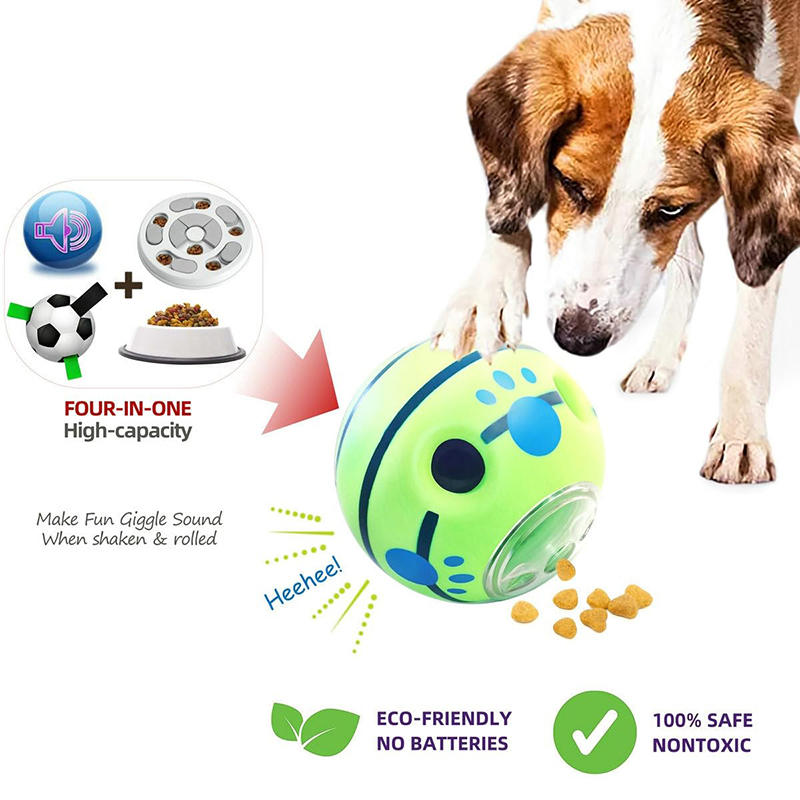 FOUR-IN-ONE
High-capacity
Make Fun Giggle Sound
When shaken & rolled
Heehee!
ECO-FRIENDLY
NO BATTERIES
100% SAFE
NONTOXIC